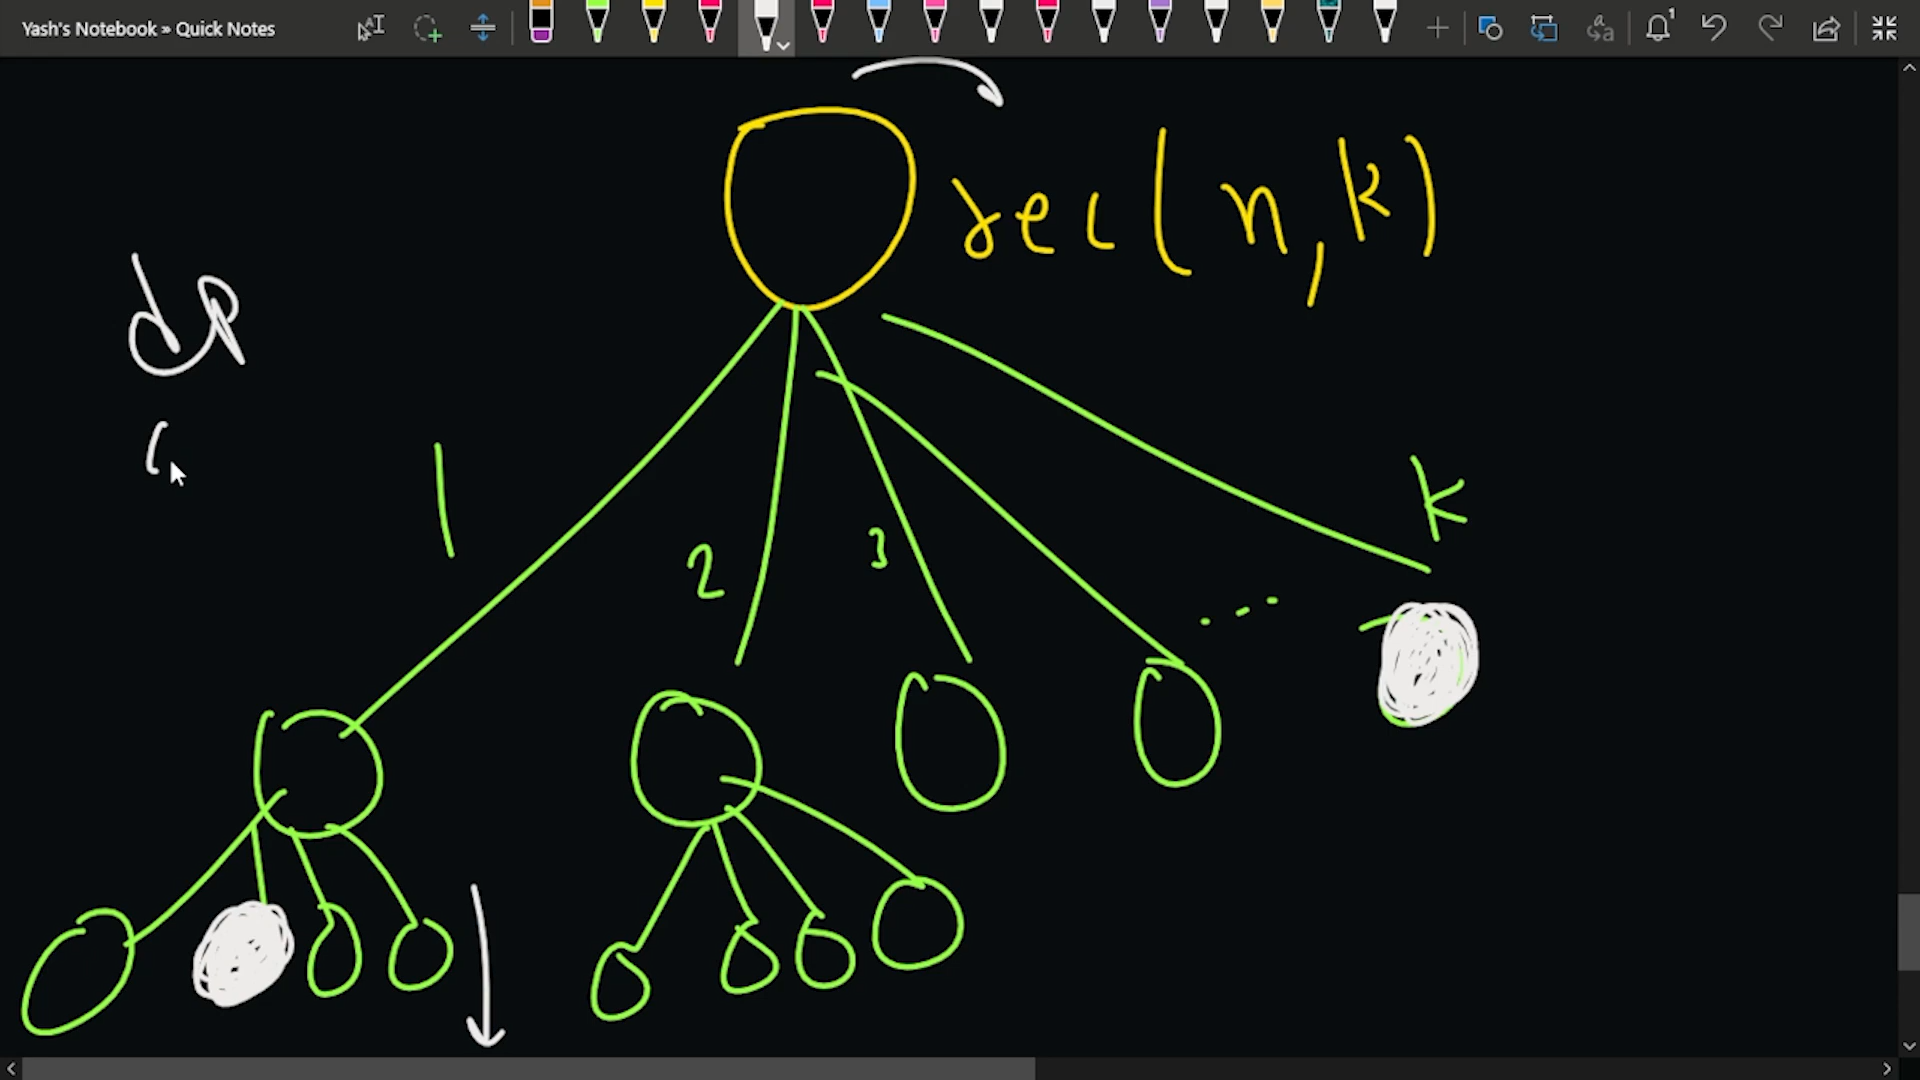 Yash's Notebook » Quick Notes
rec(n,k)
dp
(
1
2
3
...
k